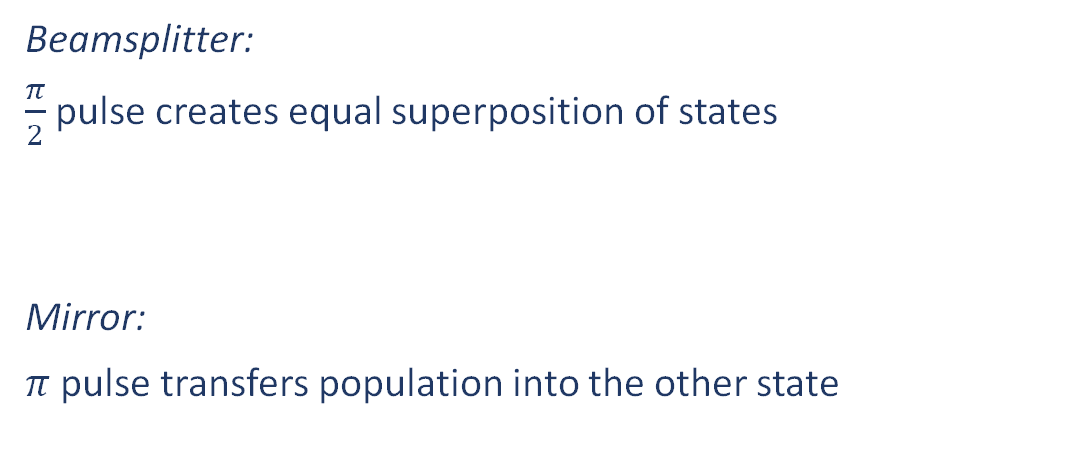 Beamsplitter:
π/2 pulse creates equal superposition of states
Mirror:
π pulse transfers population into the other state